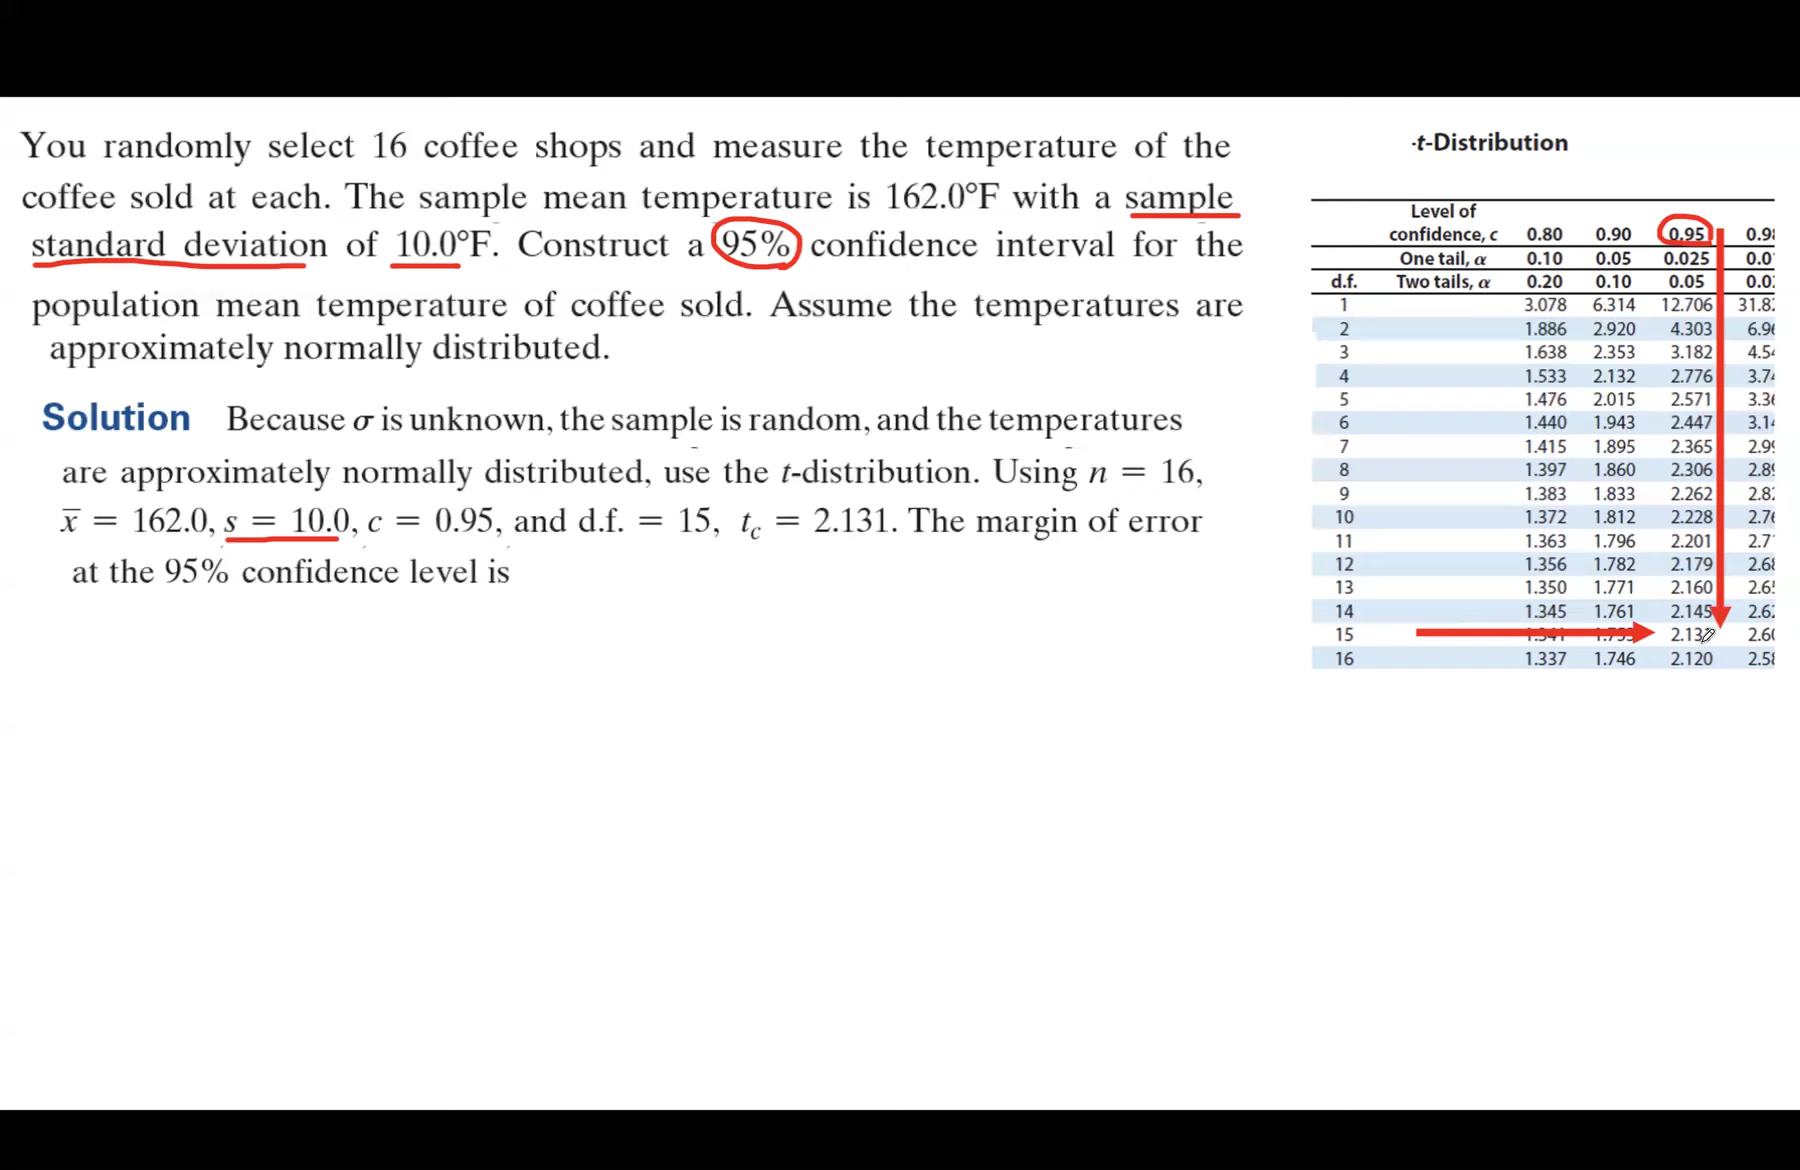 You randomly select 16 coffee shops and measure the temperature of the
coffee sold at each. The sample mean temperature is 162.0°F with a sample
standard deviation of 10.0°F. Construct a 95% confidence interval for the
population mean temperature of coffee sold. Assume the temperatures are
approximately normally distributed.
Solution Because σ is unknown, the sample is random, and the temperatures
are approximately normally distributed, use the t-distribution. Using n = 16,
x̅ = 162.0, s = 10.0, c = 0.95, and d.f. = 15, t_c = 2.131. The margin of error
at the 95% confidence level is
t-Distribution
Level of
confidence, c 0.80 0.90 0.95
One tail, α 0.10 0.05 0.025
d.f. Two tails, α 0.20 0.10 0.05
1 3.078 6.314 12.706
2 1.886 2.920 4.303
3 1.638 2.353 3.182
4 1.533 2.132 2.776
5 1.476 2.015 2.571
6 1.440 1.943 2.447
7 1.415 1.895 2.365
8 1.397 1.860 2.306
9 1.383 1.833 2.262
10 1.372 1.812 2.228
11 1.363 1.796 2.201
12 1.356 1.782 2.179
13 1.350 1.771 2.160
14 1.345 1.761 2.145
15
16 1.337 1.746 2.120